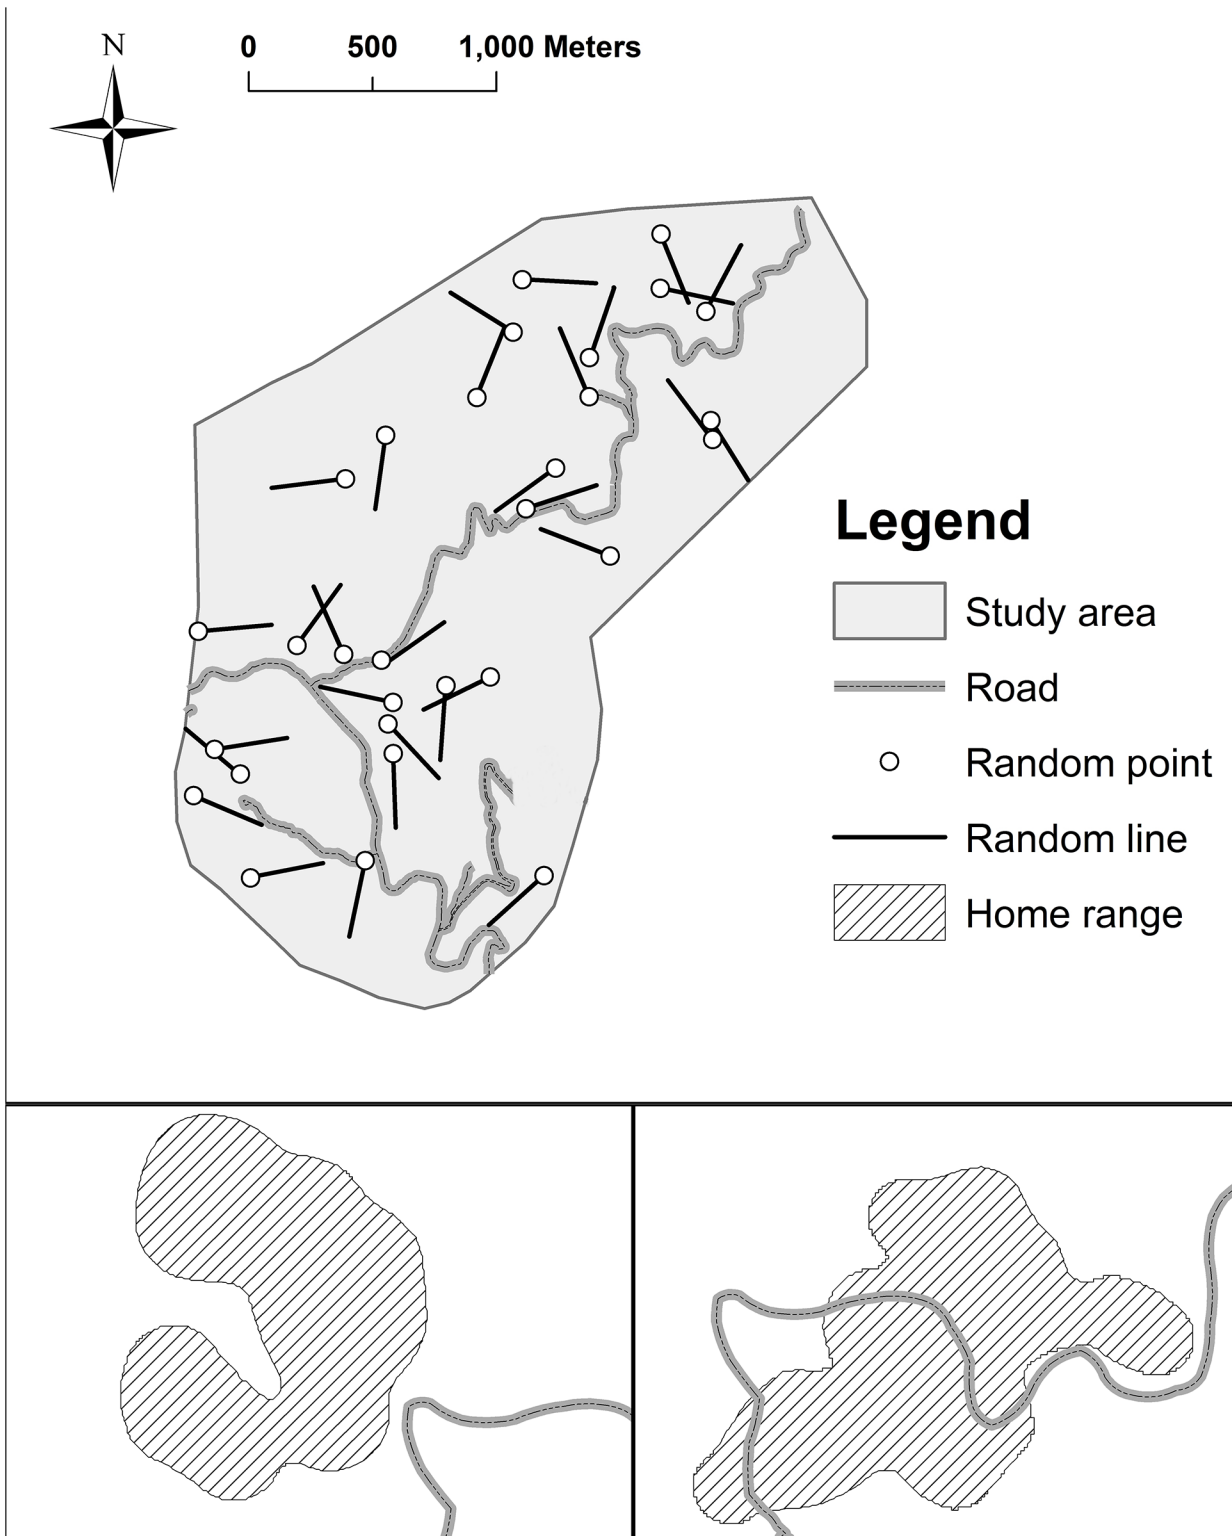 N
0 500 1,000 Meters
Legend
Study area
Road
Random point
Random line
Home range